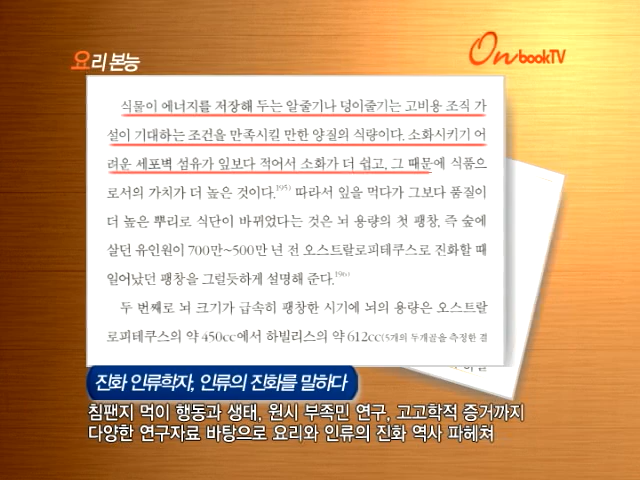 요리 본능
On bookTV
식물이 에너지를 저장해 두는 알줄기나 덩이줄기는 고비용 조직 가
설이 기대하는 조건을 만족시킬 만한 양질의 식량이다. 소화시키기 어
려운 세포벽 섬유가 잎보다 적어서 소화가 더 쉽고, 그 때문에 식품으
로서의 가치가 더 높은 것이다.195) 따라서 잎을 먹다가 그보다 품질이
더 높은 뿌리로 식단이 바뀌었다는 것은 뇌 용량의 첫 팽창, 즉 숲에
살던 유인원이 700만~500만 년 전 오스트랄로피테쿠스로 진화할 때
일어났던 팽창을 그럴듯하게 설명해 준다.196)
두 번째로 뇌 크기가 급속히 팽창한 시기에 뇌의 용량은 오스트랄
로피테쿠스의 약 450cc에서 하빌리스의 약 612cc(5개의 두개골을 측정한 결
진화 인류학자, 인류의 진화를 말하다
침팬지 먹이 행동과 생태, 원시 부족민 연구, 고고학적 증거까지
다양한 연구자료 바탕으로 요리와 인류의 진화 역사 파헤쳐